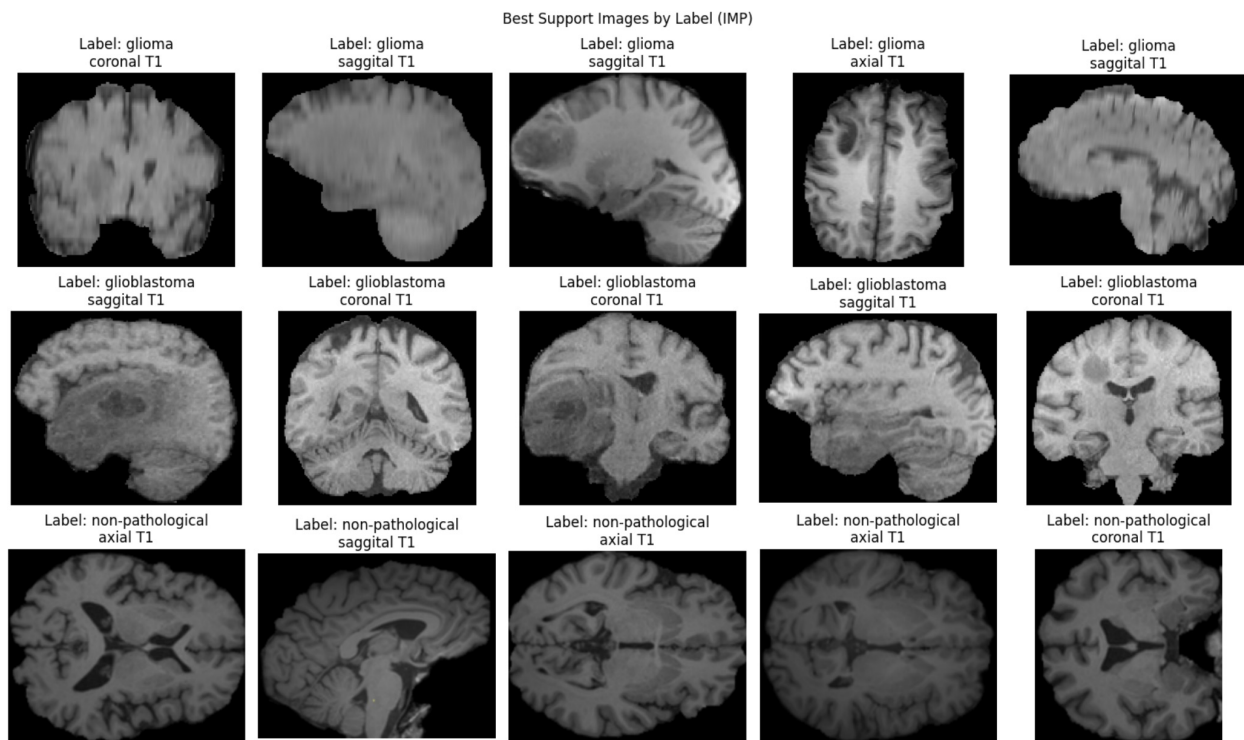 Best Support Images by Label (IMP)
Label: glioma
coronal T1
Label: glioma
saggital T1
Label: glioma
saggital T1
Label: glioma
axial T1
Label: glioma
saggital T1
Label: glioblastoma
saggital T1
Label: glioblastoma
coronal T1
Label: glioblastoma
coronal T1
Label: glioblastoma
saggital T1
Label: glioblastoma
coronal T1
Label: non-pathological
axial T1
Label: non-pathological
saggital T1
Label: non-pathological
axial T1
Label: non-pathological
axial T1
Label: non-pathological
coronal T1